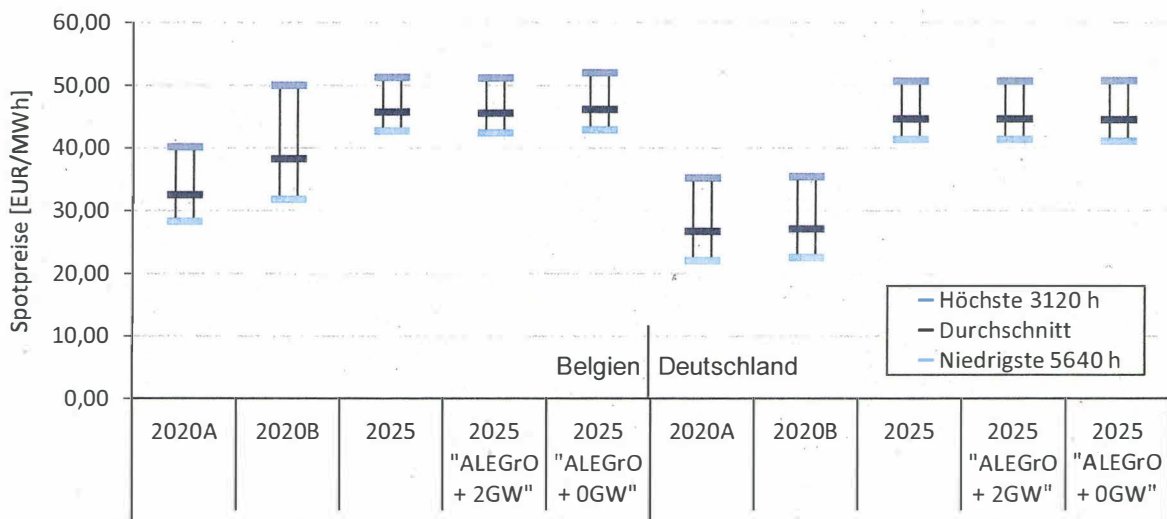 60,00
50,00
40,00
30,00
20,00
10,00
0,00
Spotpreise [EUR/MWh]
Höchste 3120 h
Durchschnitt
Niedrigste 5640 h
Belgien
Deutschland
2020A
2020B
2025
2025
"ALEGrO
+ 2GW"
2025
"ALEGrO
+ 0GW"
2020A
2020B
2025
2025
"ALEGrO
+ 2GW"
2025
"ALEGrO
+ 0GW"